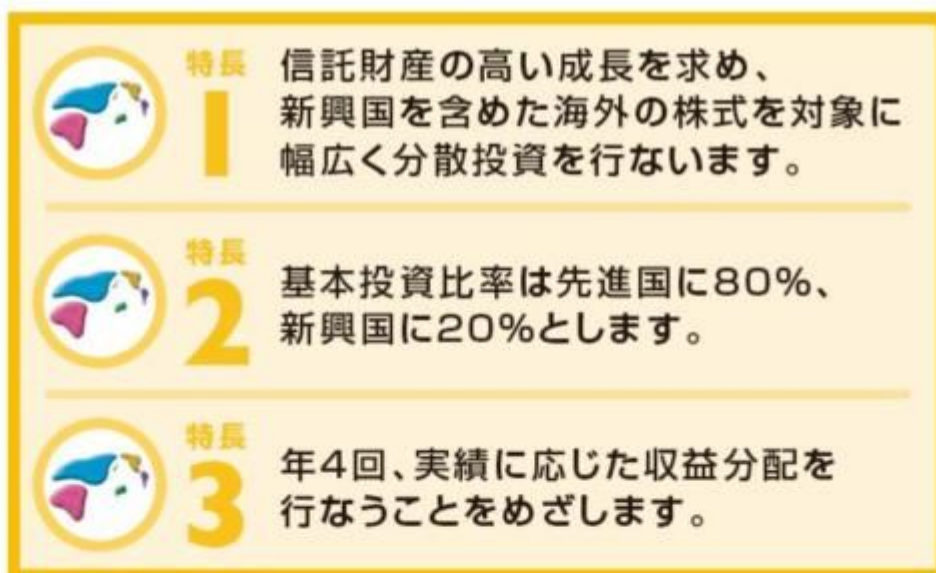 特長
1
信託財産の高い成長を求め、
新興国を含めた海外の株式を対象に
幅広く分散投資を行ないます。
特長
2
基本投資比率は先進国に80%、
新興国に20%とします。
特長
3
年4回、実績に応じた収益分配を
行なうことをめざします。